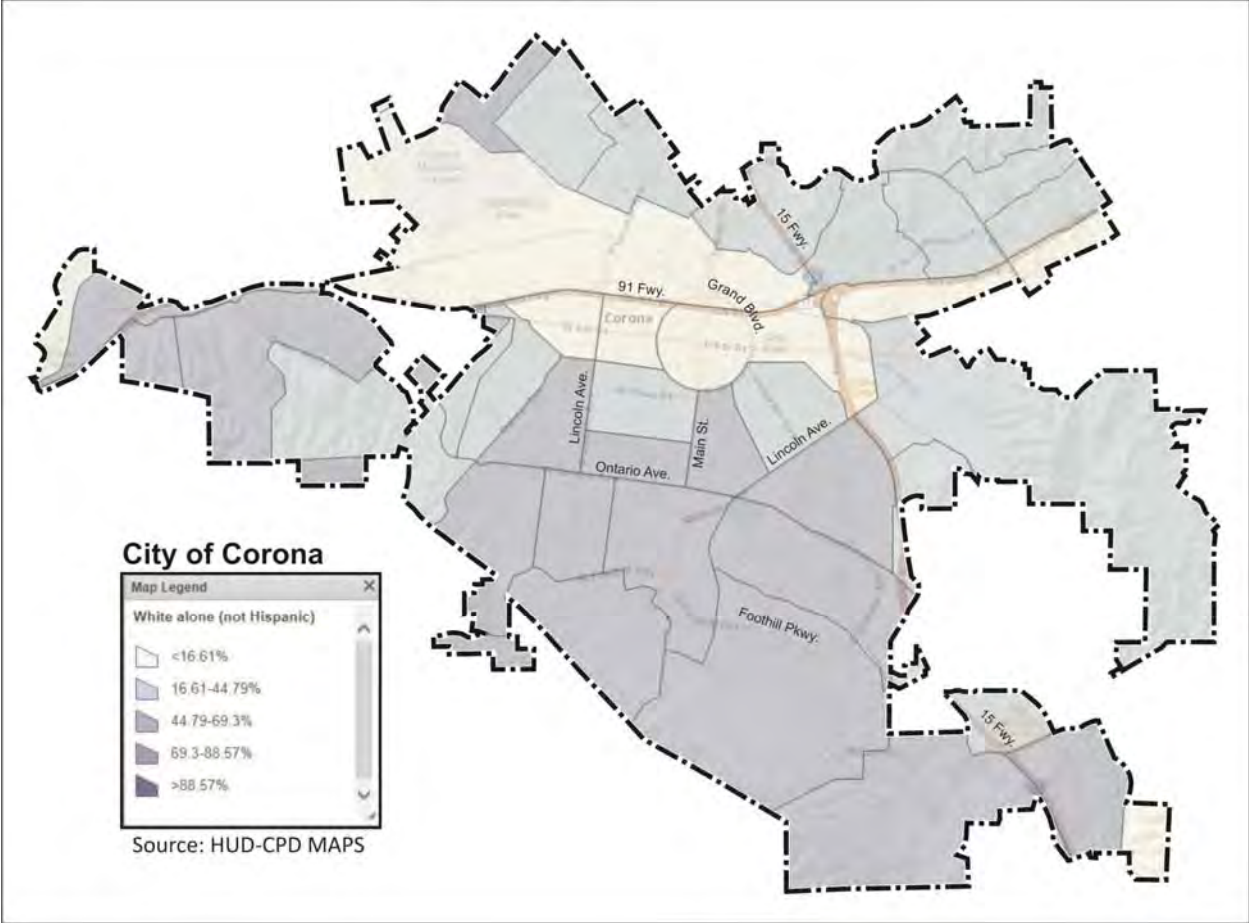 15 Fwy.
91 Fwy.
Grand Blvd.
Corona
Lincoln Ave.
Main St.
Lincoln Ave.
Ontario Ave.
Foothill Pkwy.
15 Fwy.
City of Corona
Map Legend
White alone (not Hispanic)
<16.61%
16.61-44.79%
44.79-69.3%
69.3-88.57%
>88.57%
Source: HUD-CPD MAPS